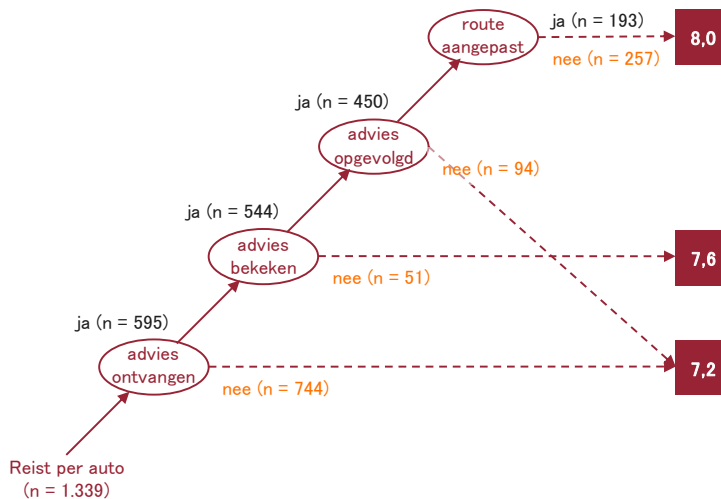 route
aangepast
ja (n = 193)
nee (n = 257)
8,0
ja (n = 450)
advies
opgevolgd
nee (n = 94)
ja (n = 544)
advies
bekeken
nee (n = 51)
7,6
ja (n = 595)
advies
ontvangen
nee (n = 744)
7,2
Reist per auto
(n = 1.339)